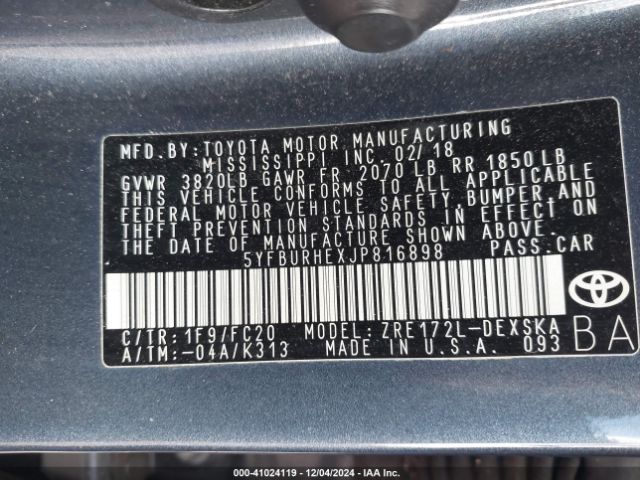 MFD. BY: TOYOTA MOTOR MANUFACTURING
MISSISSIPPI INC. 02/18
GVWR 3820LB GAWR FR 2070 LB RR 1850 LB
THIS VEHICLE CONFORMS TO ALL APPLICABLE
FEDERAL MOTOR VEHICLE SAFETY, BUMPER, AND
THEFT PREVENTION STANDARDS IN EFFECT ON
THE DATE OF MANUFACTURE SHOWN ABOVE.
5YFBURHEXJP816898 PASS. CAR
C/TR: 1F9/FC20 MODEL: ZRE172L-DEXSKA
A/TM: -04A/K313 MADE IN U.S.A. 093
BA
000-41024119 | 12/04/2024 | IAA Inc.